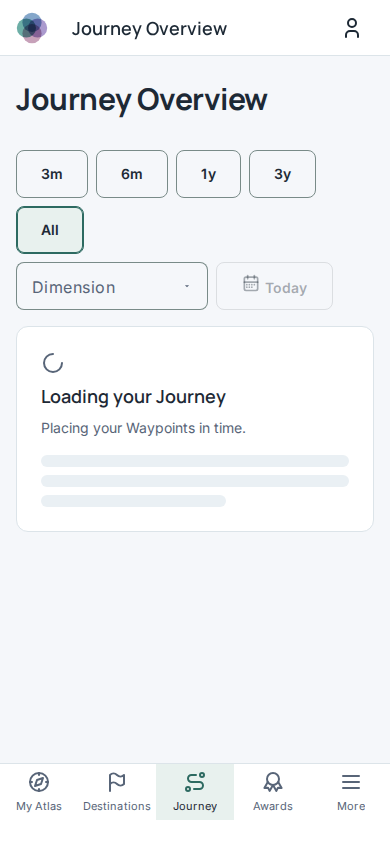 Journey Overview
Journey Overview
3m 6m 1y 3y
All
Dimension Today
Loading your Journey
Placing your Waypoints in time.
My Atlas Destinations Journey Awards More